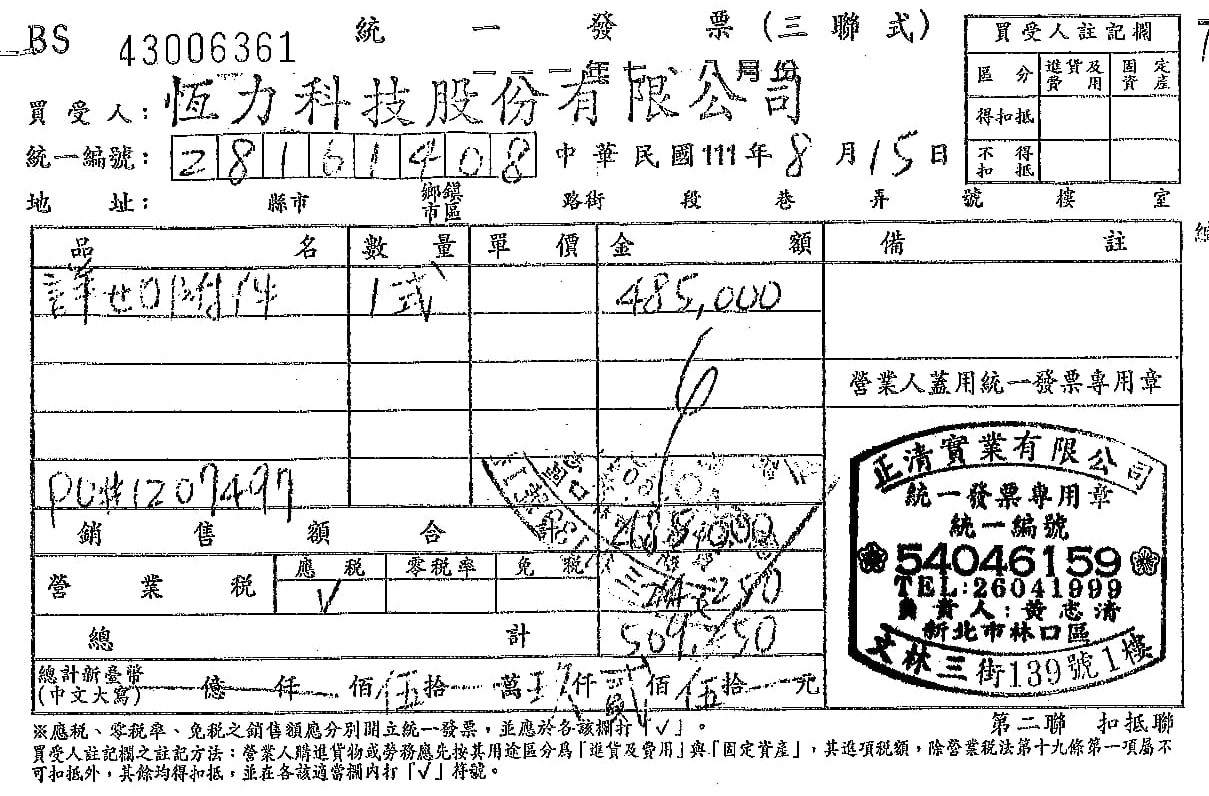 BS 43006361
統一發票(三聯式)
一一一年七、八月份
買受人註記欄
區分 進貨及費用 固定資產
得扣抵
不得扣抵
買受人:恆力科技股份有限公司
統一編號:28161408 中華民國111年8月15日
地址: 縣市 鄉鎮市區 路街 段 巷 弄 號 樓 室
品名 數量 單價 金額 備註
詳如附件 1式 485,000
營業人蓋用統一發票專用章
PO#1207497
銷售額合計 485,000
營業稅 應稅 零稅率 免稅
√ 24,250
總計 509,250
總計新臺幣
(中文大寫) 億 仟 佰 伍 拾 萬 玖 仟 貳 佰 伍 拾 元
正清實業有限公司
統一發票專用章
統一編號
54046159
TEL:26041999
負責人:黃志清
新北市林口區
文林三街139號1樓
※應稅、零稅率、免稅之銷售額應分別開立統一發票,並應於各該欄打「√」。
第二聯 扣抵聯
買受人註記欄之註記方法:營業人購進貨物或勞務應先按其用途區分為「進貨及費用」與「固定資產」,其進項稅額,除營業稅法第十九條第一項屬不
可扣抵外,其餘均得扣抵,並在各該適當欄內打「√」符號。